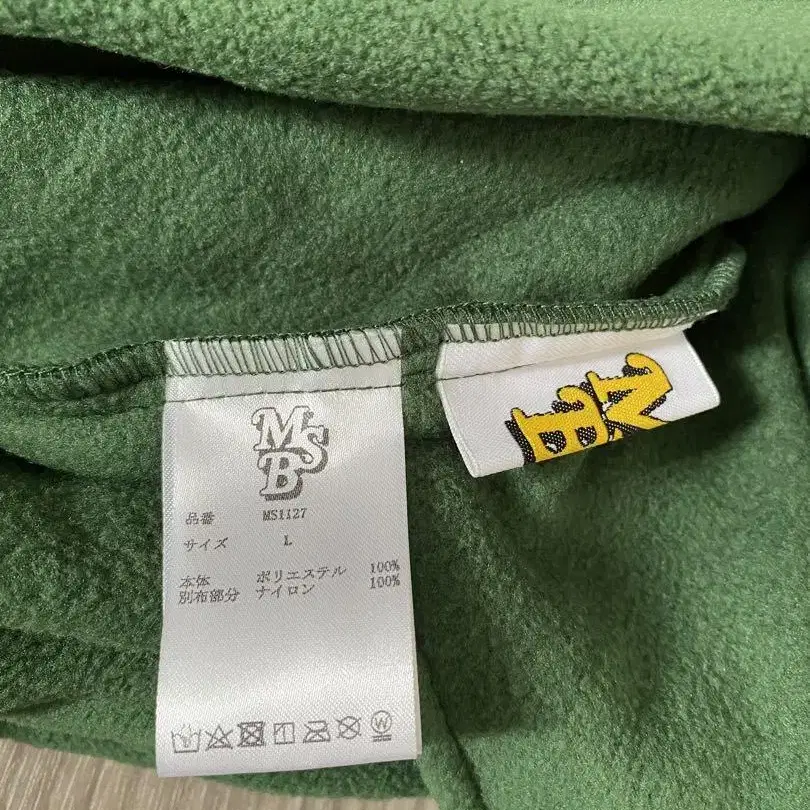 MSB
品番 MS1127
サイズ L
本体 ポリエステル 100%
別布部分 ナイロン 100%
W
MB